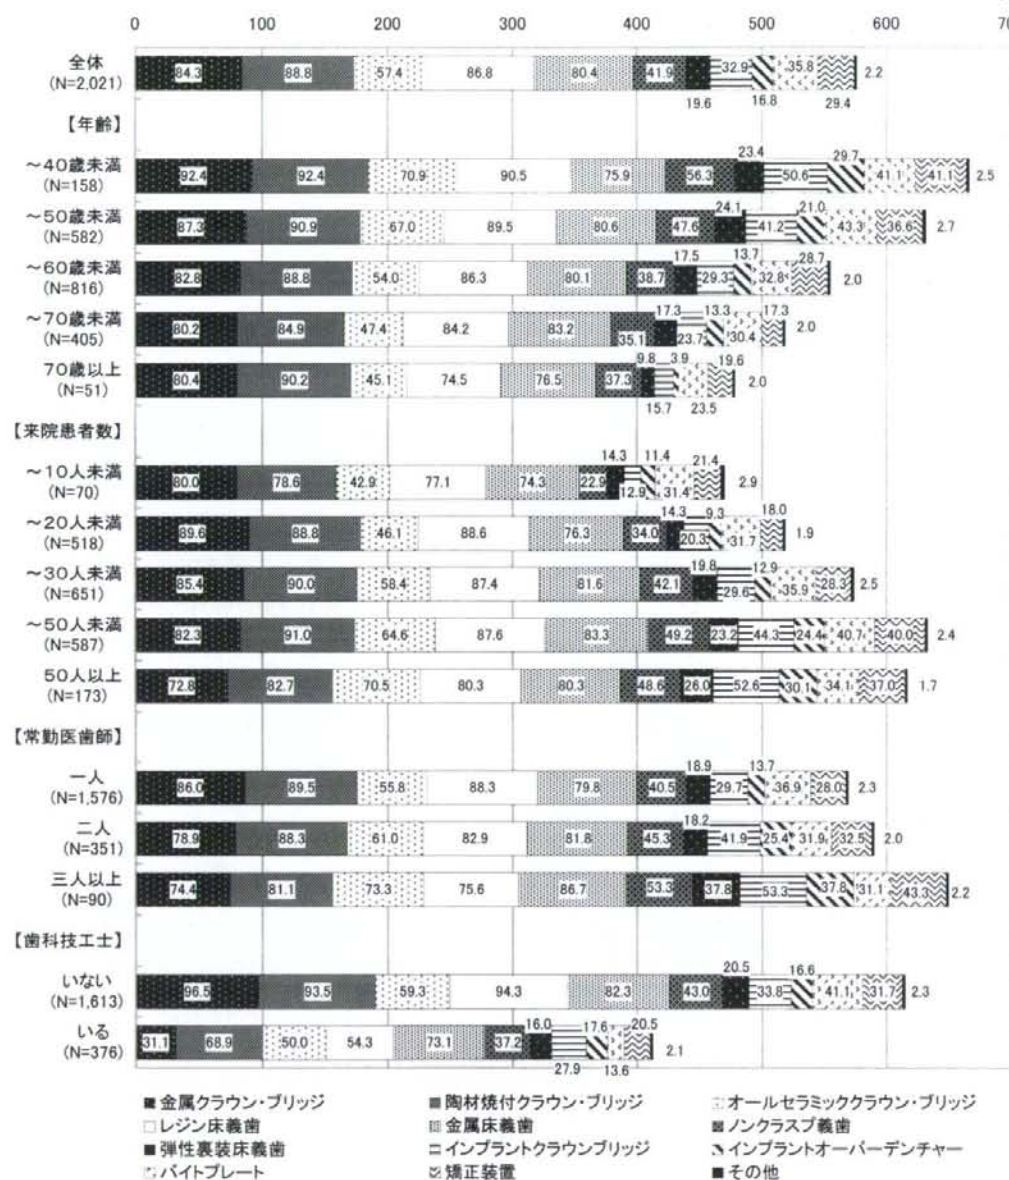 0 100 200 300 400 500 600 70
全体
(N=2,021)
84.3 88.8 57.4 86.8 80.4 41.9 19.6 32.9 16.8 35.8 29.4 2.2
【年齢】
～40歳未満
(N=158)
92.4 92.4 70.9 90.5 75.9 56.3 23.4 50.6 29.7 41.1 41.1 2.5
～50歳未満
(N=582)
87.3 90.9 67.0 89.5 80.6 47.6 24.1 41.2 21.0 43.3 36.6 2.7
～60歳未満
(N=816)
82.8 88.8 54.0 86.3 80.1 38.7 17.5 29.3 13.7 32.8 28.7 2.0
～70歳未満
(N=405)
80.2 84.9 47.4 84.2 83.2 35.1 17.3 23.7 13.3 30.4 17.3 2.0
70歳以上
(N=51)
80.4 90.2 45.1 74.5 76.5 37.3 9.8 15.7 3.9 23.5 19.6 2.0
【来院患者数】
～10人未満
(N=70)
80.0 78.6 42.9 77.1 74.3 22.9 14.3 12.9 11.4 31.4 21.4 2.9
～20人未満
(N=518)
89.6 88.8 46.1 88.6 76.3 34.0 14.3 20.3 9.3 31.7 18.0 1.9
～30人未満
(N=651)
85.4 90.0 58.4 87.4 81.6 42.1 19.8 29.6 12.9 35.9 28.3 2.5
～50人未満
(N=587)
82.3 91.0 64.6 87.6 83.3 49.2 23.2 44.3 24.4 40.7 40.0 2.4
50人以上
(N=173)
72.8 82.7 70.5 80.3 80.3 48.6 26.0 52.6 30.1 34.1 37.0 1.7
【常勤医歯師】
一人
(N=1,576)
86.0 89.5 55.8 88.3 79.8 40.5 18.9 29.7 13.7 36.9 28.0 2.3
二人
(N=351)
78.9 88.3 61.0 82.9 81.8 45.3 18.2 41.9 25.4 31.9 32.5 2.0
三人以上
(N=90)
74.4 81.1 73.3 75.6 86.7 53.3 37.8 53.3 37.8 31.1 43.3 2.2
【歯科技工士】
いない
(N=1,613)
96.5 93.5 59.3 94.3 82.3 43.0 20.5 33.8 16.6 41.1 31.7 2.3
いる
(N=376)
31.1 68.9 50.0 54.3 73.1 37.2 16.0 27.9 17.6 13.6 20.5 2.1
金属クラウン・ブリッジ 陶材焼付クラウン・ブリッジ オールセラミッククラウン・ブリッジ
レジン床義歯 金属床義歯 ノンクラスプ義歯
弾性裏装床義歯 インプラントクラウンブリッジ インプラントオーバーデンチャー
バイトプレート 矯正装置 その他